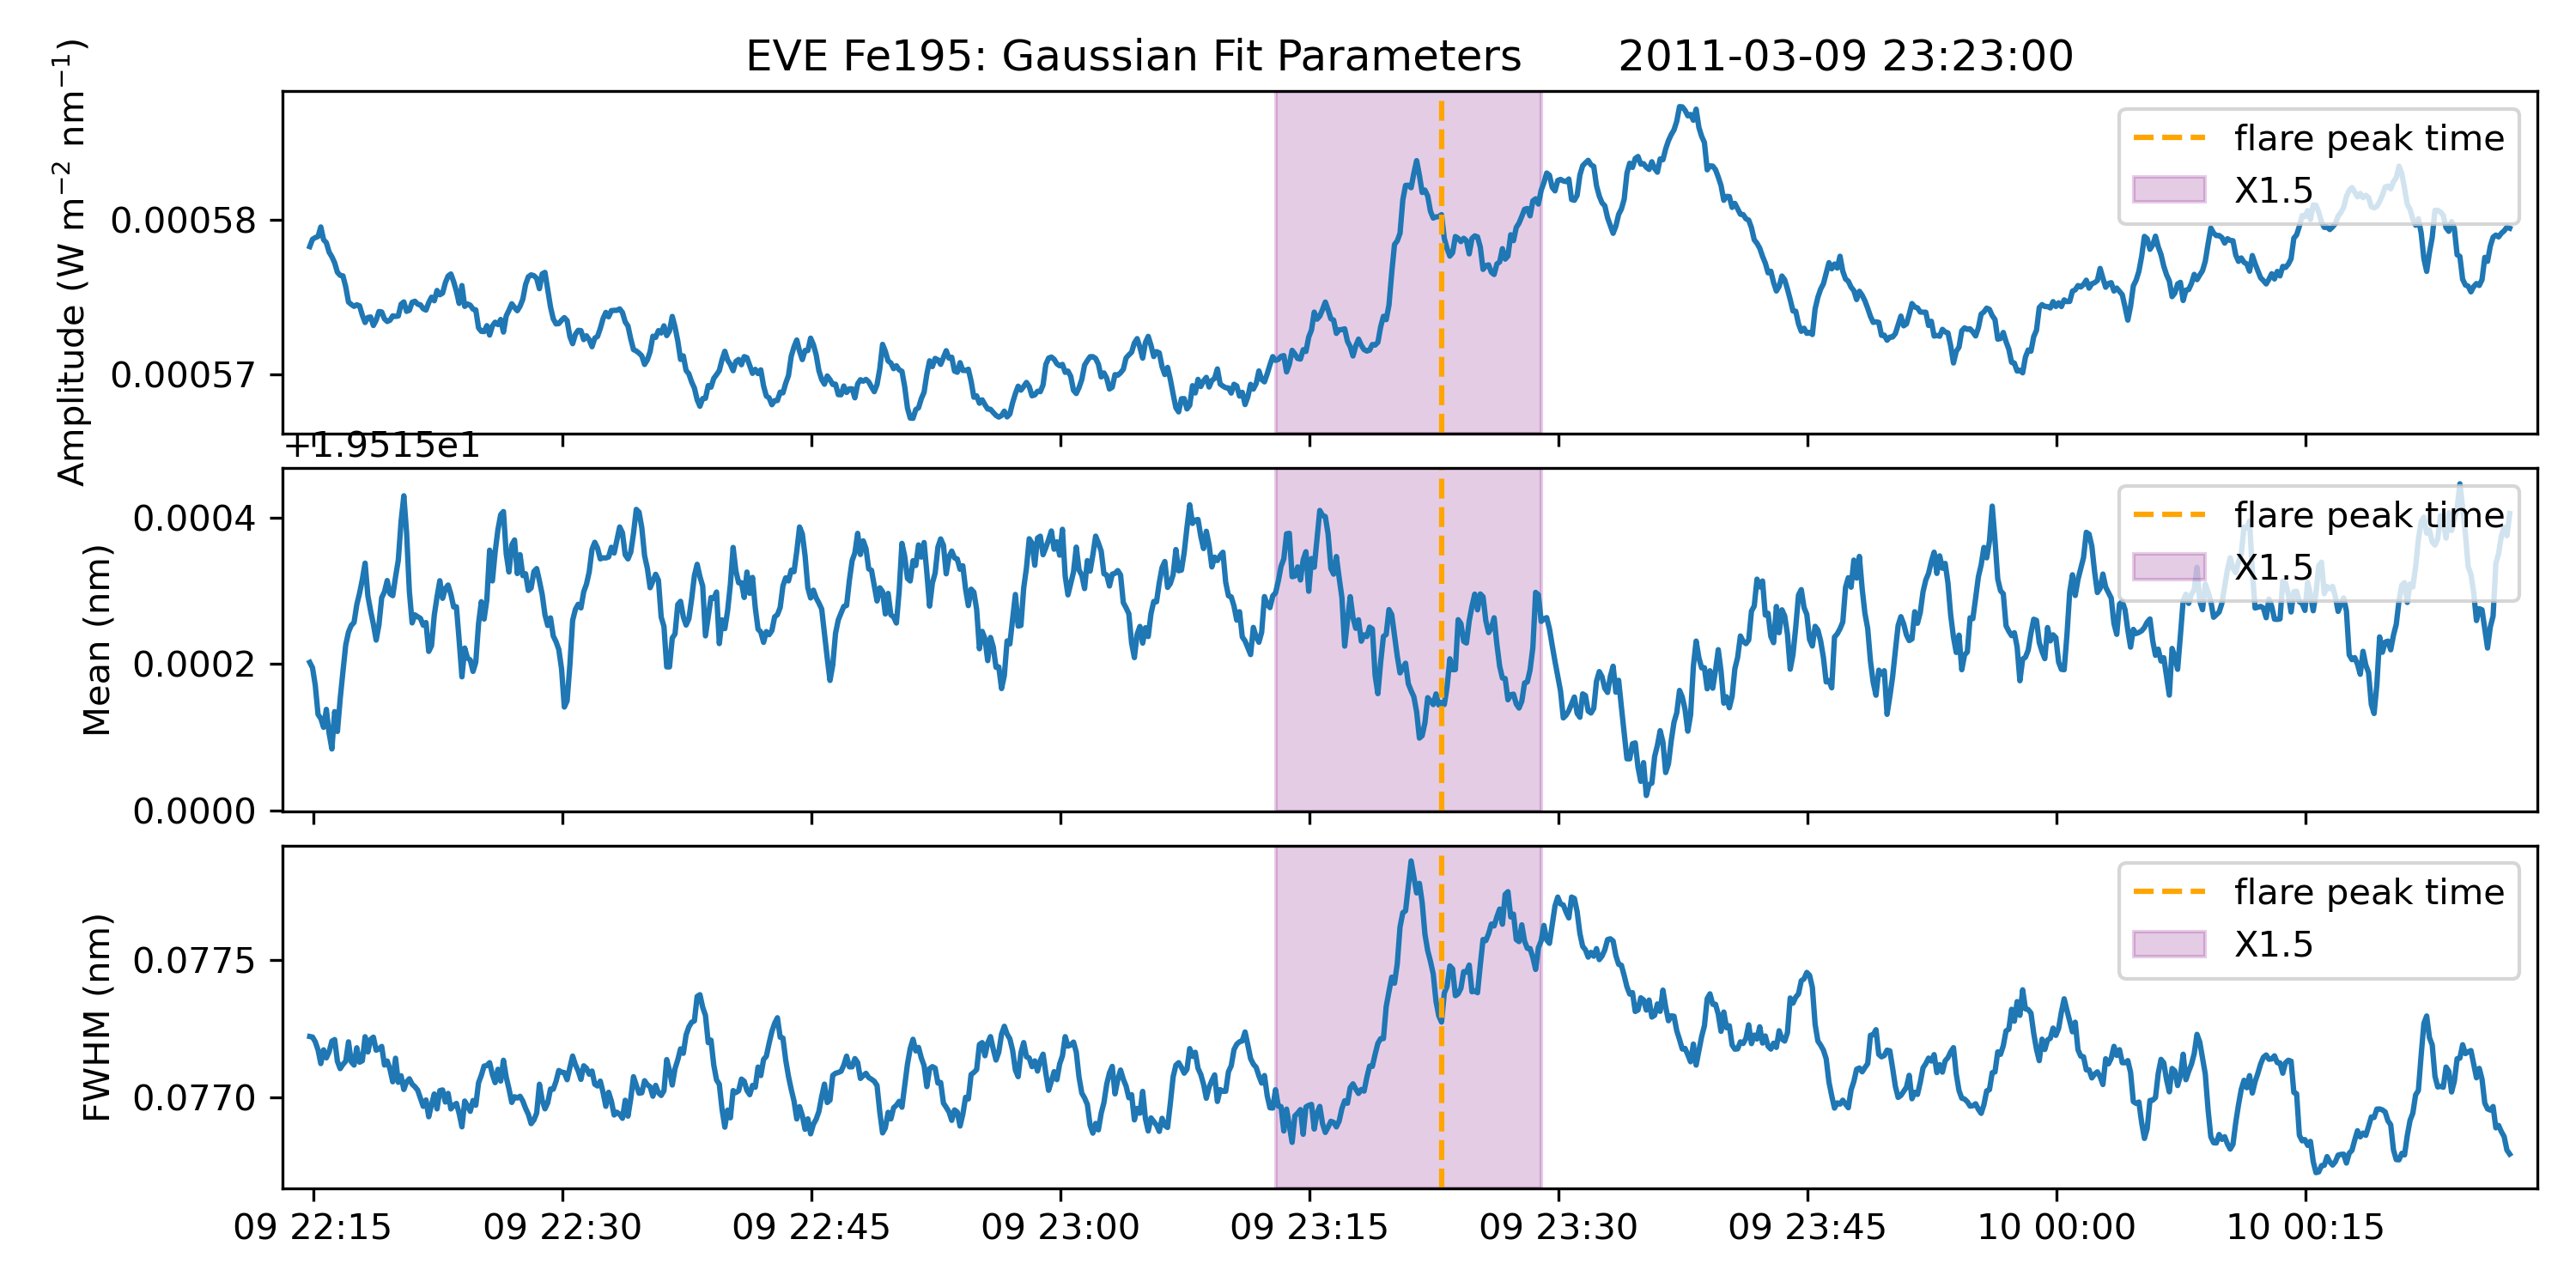 EVE Fe195: Gaussian Fit Parameters 2011-03-09 23:23:00
Amplitude (W m⁻² nm⁻¹)
0.00058
0.00057
flare peak time
X1.5
+1.9515e1
Mean (nm)
0.0004
0.0002
0.0000
flare peak time
X1.5
FWHM (nm)
0.0775
0.0770
flare peak time
X1.5
09 22:15 09 22:30 09 22:45 09 23:00 09 23:15 09 23:30 09 23:45 10 00:00 10 00:15